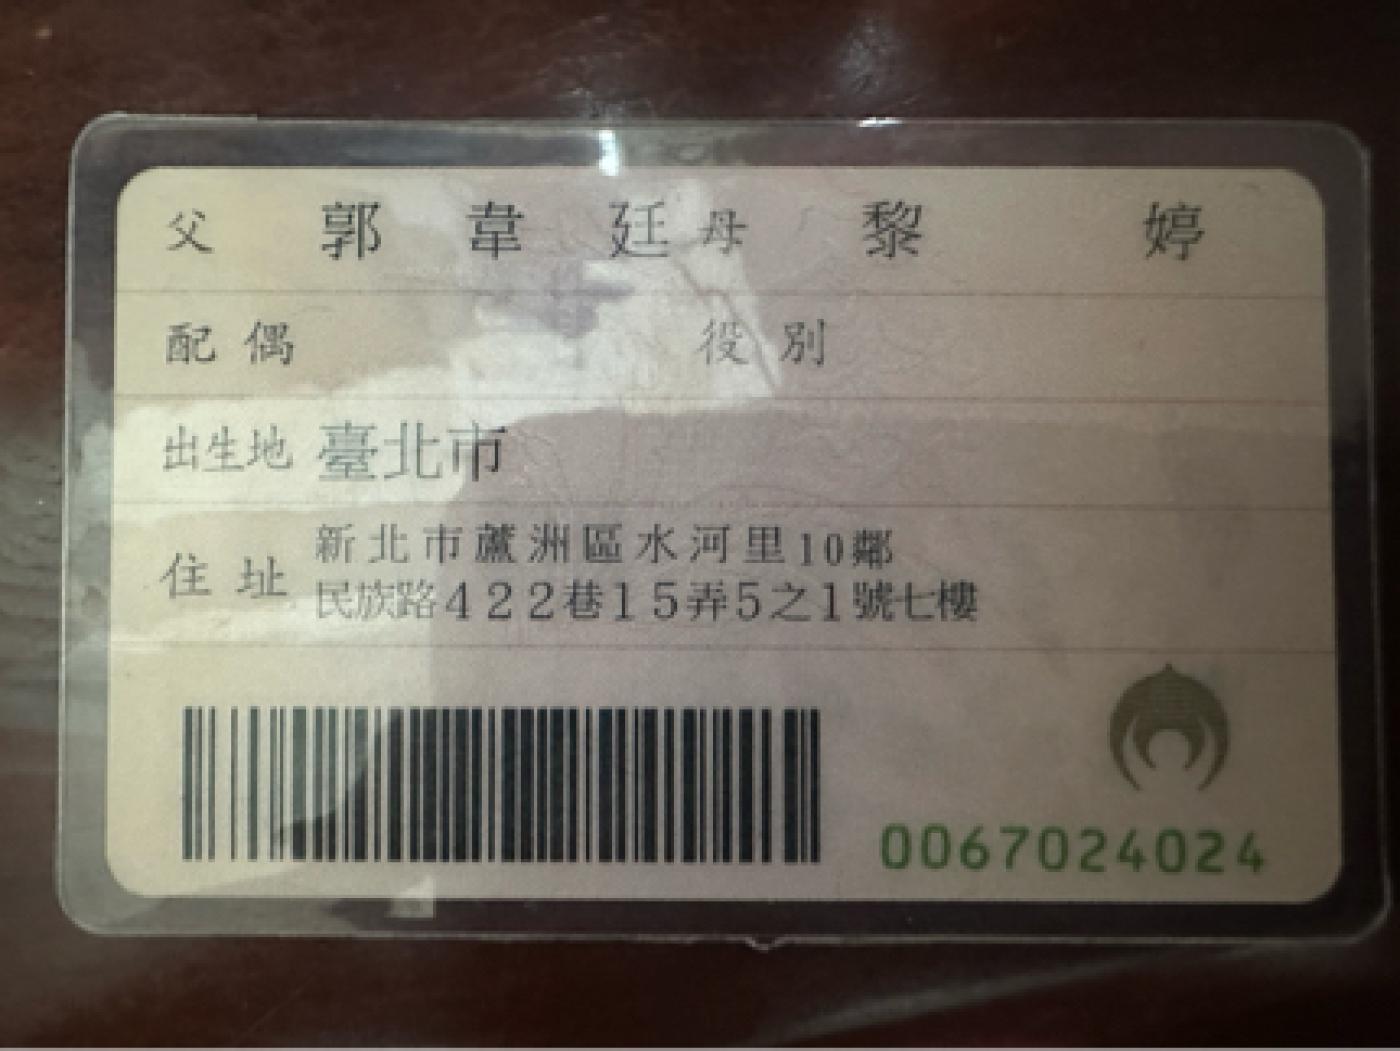 父 郭韋廷 母 黎婷
配偶 役別
出生地 臺北市
住址 新北市蘆洲區水河里10鄰
民族路422巷15弄5之1號七樓
0067024024